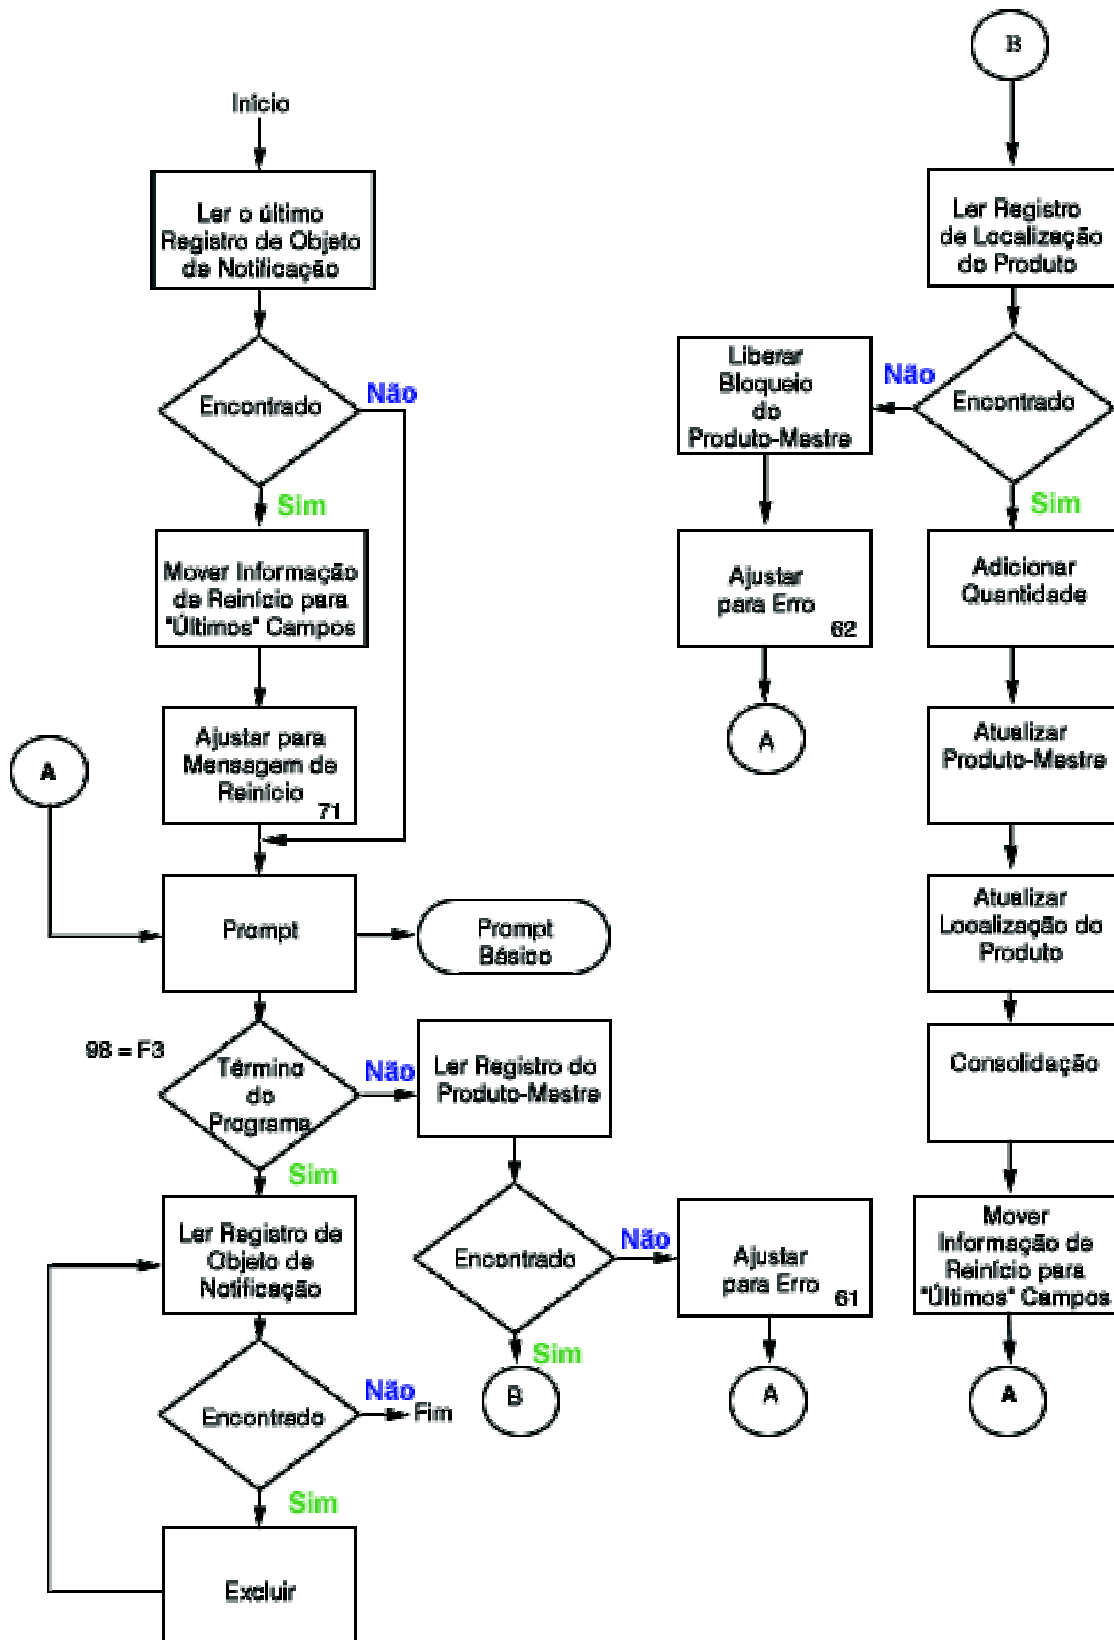 Início
Ler o último
Registro de Objeto
de Notificação
Encontrado
Não
Sim
Mover Informação
de Reinício para
"Últimos" Campos
Ajustar para
Mensagem de
Reinício
71
A
Prompt
Prompt
Básico
98 = F3
Término
do
Programa
Não
Sim
Ler Registro do
Produto-Mestre
Ler Registro de
Objeto de
Notificação
Encontrado
Não
Fim
Sim
Excluir
Encontrado
Não
Sim
B
Ajustar
para Erro
61
A
B
Ler Registro
de Localização
do Produto
Encontrado
Não
Sim
Liberar
Bloqueio
do
Produto-Mestre
Ajustar
para Erro
62
A
Adicionar
Quantidade
Atualizar
Produto-Mestre
Atualizar
Localização do
Produto
Consolidação
Mover
Informação de
Reinício para
"Últimos" Campos
A